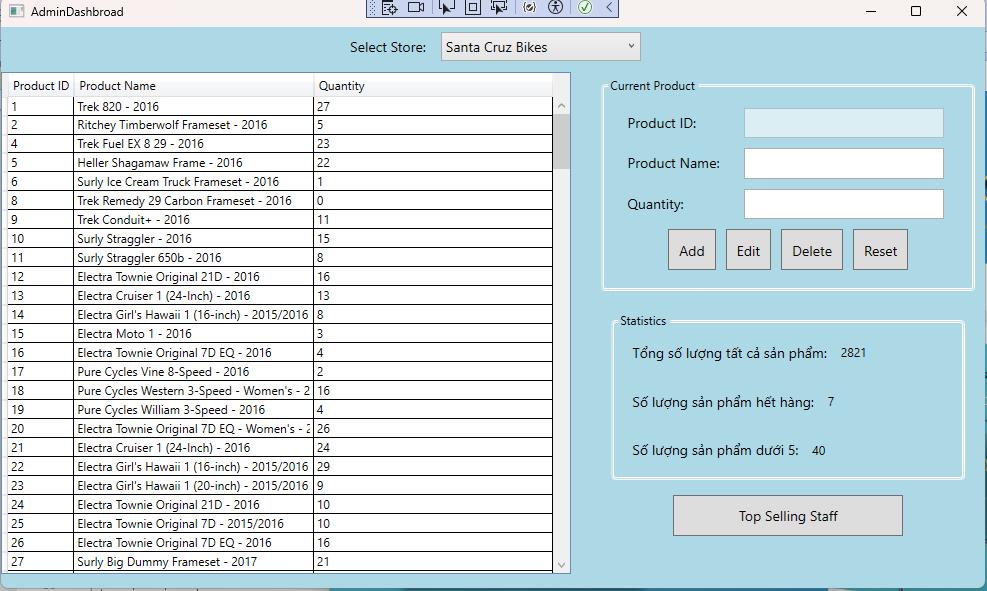 AdminDashbroad
Select Store: Santa Cruz Bikes
Product ID Product Name Quantity
1 Trek 820 - 2016 27
2 Ritchey Timberwolf Frameset - 2016 5
4 Trek Fuel EX 8 29 - 2016 23
5 Heller Shagamaw Frame - 2016 22
6 Surly Ice Cream Truck Frameset - 2016 1
8 Trek Remedy 29 Carbon Frameset - 2016 0
9 Trek Conduit+ - 2016 11
10 Surly Straggler - 2016 15
11 Surly Straggler 650b - 2016 8
12 Electra Townie Original 21D - 2016 16
13 Electra Cruiser 1 (24-Inch) - 2016 13
14 Electra Girl's Hawaii 1 (16-inch) - 2015/2016 8
15 Electra Moto 1 - 2016 3
16 Electra Townie Original 7D EQ - 2016 4
17 Pure Cycles Vine 8-Speed - 2016 2
18 Pure Cycles Western 3-Speed - Women's - 2 16
19 Pure Cycles William 3-Speed - 2016 4
20 Electra Townie Original 7D EQ - Women's - 2 26
21 Electra Cruiser 1 (24-Inch) - 2016 24
22 Electra Girl's Hawaii 1 (16-inch) - 2015/2016 29
23 Electra Girl's Hawaii 1 (20-inch) - 2015/2016 9
24 Electra Townie Original 21D - 2016 10
25 Electra Townie Original 7D - 2015/2016 10
26 Electra Townie Original 7D EQ - 2016 16
27 Surly Big Dummy Frameset - 2017 21
Current Product
Product ID:
Product Name:
Quantity:
Add Edit Delete Reset
Statistics
Tổng số lượng tất cả sản phẩm: 2821
Số lượng sản phẩm hết hàng: 7
Số lượng sản phẩm dưới 5: 40
Top Selling Staff